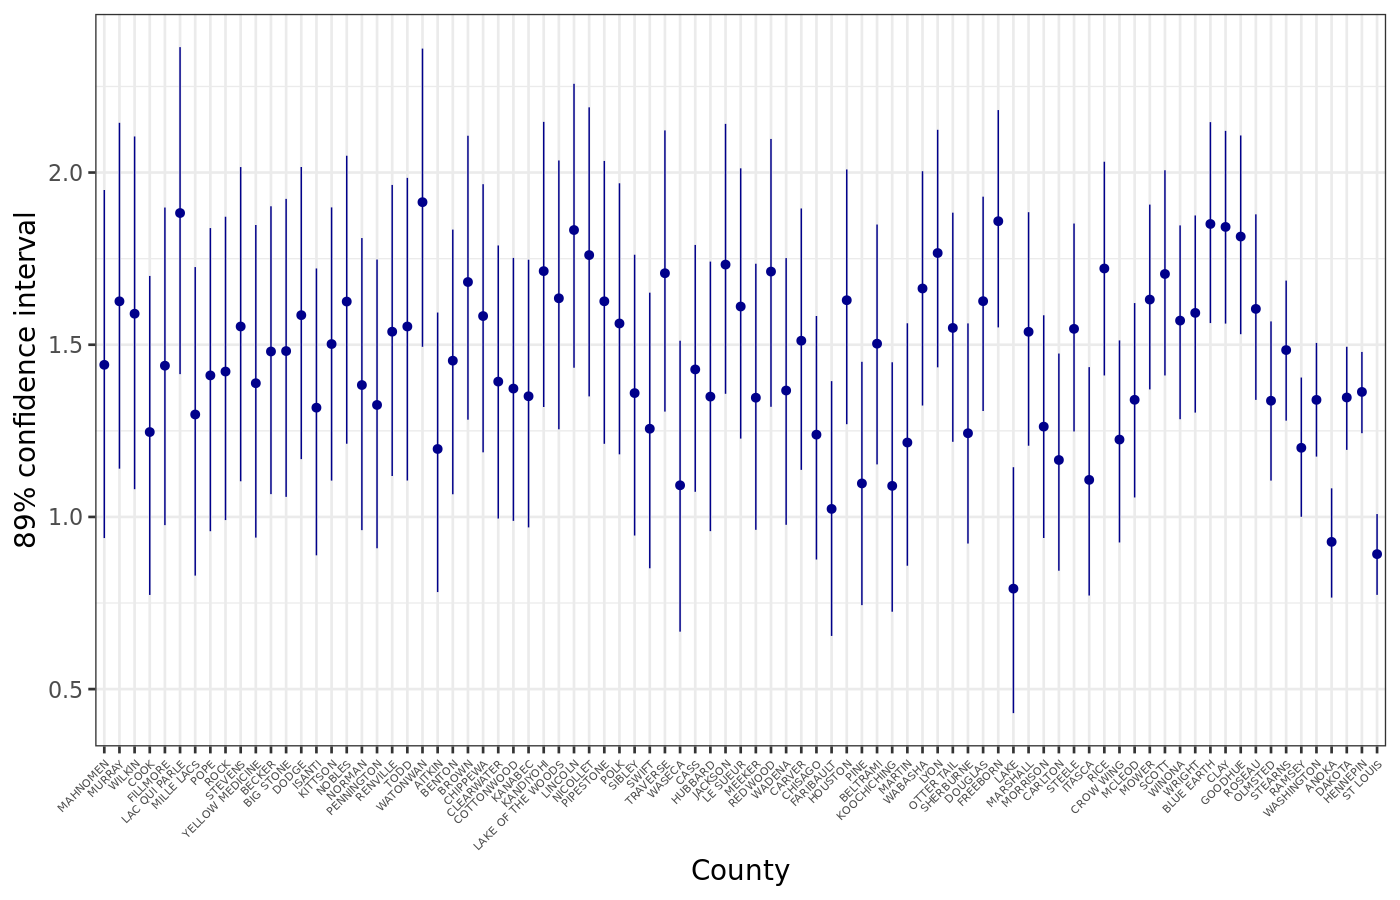 89% confidence interval
2.0
1.5
1.0
0.5
MAHNOMEN
MURRAY
WILKIN
COOK
FILLMORE
LAC QUI PARLE
MILLE LACS
POPE
ROCK
STEVENS
YELLOW MEDICINE
BECKER
BIG STONE
DODGE
ISANTI
KITTSON
NOBLES
NORMAN
PENNINGTON
RENVILLE
TODD
WATONWAN
AITKIN
BENTON
BROWN
CHIPPEWA
CLEARWATER
COTTONWOOD
KANABEC
KANDIYOHI
LAKE OF THE WOODS
LINCOLN
NICOLLET
PIPESTONE
POLK
SIBLEY
SWIFT
TRAVERSE
WASECA
CASS
HUBBARD
JACKSON
LE SUEUR
MEEKER
REDWOOD
WADENA
CARVER
CHISAGO
FARIBAULT
HOUSTON
PINE
BELTRAMI
KOOCHICHING
MARTIN
WABASHA
LYON
OTTER TAIL
SHERBURNE
DOUGLAS
FREEBORN
LAKE
MARSHALL
MORRISON
CARLTON
STEELE
ITASCA
RICE
CROW WING
MCLEOD
MOWER
SCOTT
WINONA
WRIGHT
BLUE EARTH
CLAY
GOODHUE
ROSEAU
OLMSTED
STEARNS
RAMSEY
WASHINGTON
ANOKA
DAKOTA
HENNEPIN
ST LOUIS
County